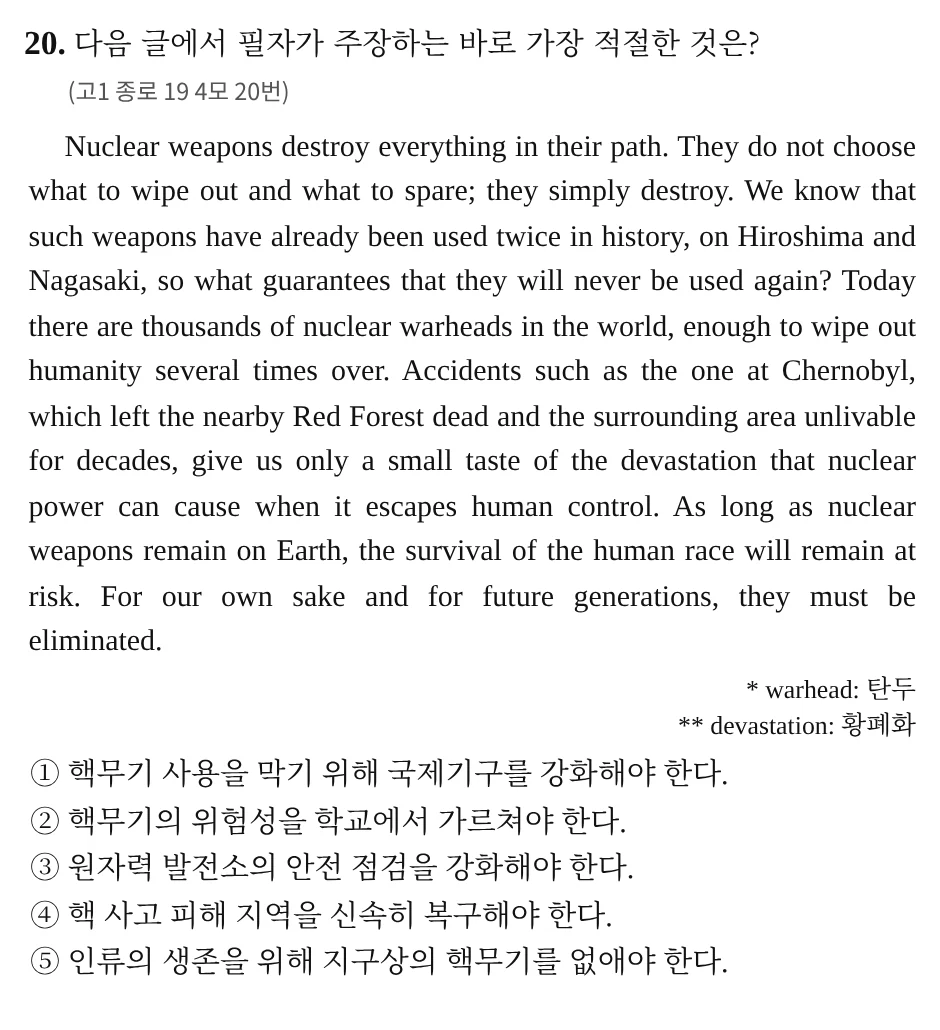 20. 다음 글에서 필자가 주장하는 바로 가장 적절한 것은?
(고1 종로 19 4모 20번)
Nuclear weapons destroy everything in their path. They do not choose
what to wipe out and what to spare; they simply destroy. We know that
such weapons have already been used twice in history, on Hiroshima and
Nagasaki, so what guarantees that they will never be used again? Today
there are thousands of nuclear warheads in the world, enough to wipe out
humanity several times over. Accidents such as the one at Chernobyl,
which left the nearby Red Forest dead and the surrounding area unlivable
for decades, give us only a small taste of the devastation that nuclear
power can cause when it escapes human control. As long as nuclear
weapons remain on Earth, the survival of the human race will remain at
risk. For our own sake and for future generations, they must be
eliminated.
* warhead: 탄두
** devastation: 황폐화
① 핵무기 사용을 막기 위해 국제기구를 강화해야 한다.
② 핵무기의 위험성을 학교에서 가르쳐야 한다.
③ 원자력 발전소의 안전 점검을 강화해야 한다.
④ 핵 사고 피해 지역을 신속히 복구해야 한다.
⑤ 인류의 생존을 위해 지구상의 핵무기를 없애야 한다.